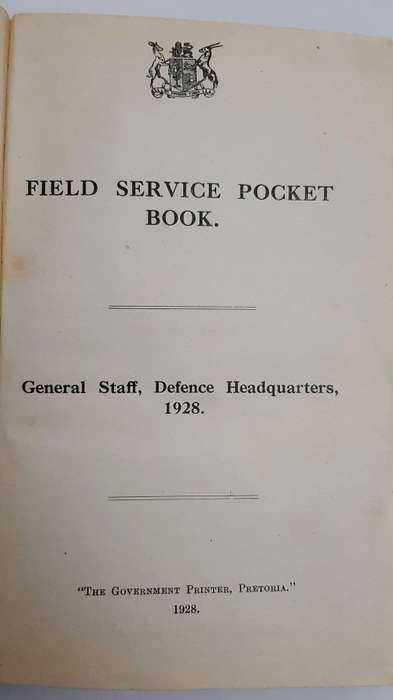 FIELD SERVICE POCKET
BOOK.
General Staff, Defence Headquarters,
1928.
"The Government Printer, Pretoria."
1928.